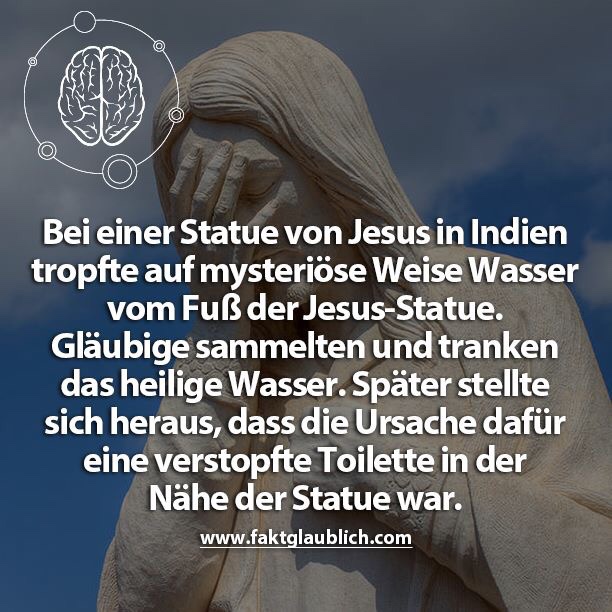 Bei einer Statue von Jesus in Indien
tropfte auf mysteriöse Weise Wasser
vom Fuß der Jesus-Statue.
Gläubige sammelten und tranken
das heilige Wasser. Später stellte
sich heraus, dass die Ursache dafür
eine verstopfte Toilette in der
Nähe der Statue war.
www.faktglaublich.com